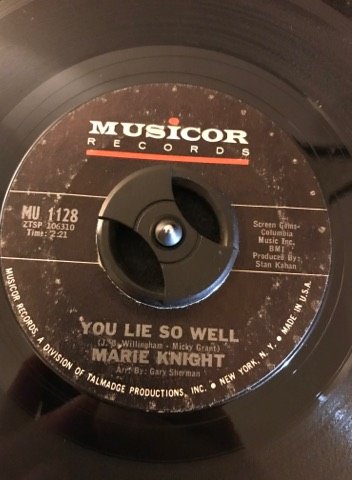 MUSICOR
RECORDS
MU 1128
ZTSP 106310
Time: 2:21
Screen Gems-
Columbia
Music Inc.
BMI
Produced By:
Stan Kahan
YOU LIE SO WELL
(J. B. Willingham - Micky Grant)
MARIE KNIGHT
Arr. By: Gary Sherman
MUSICOR RECORDS, A DIVISION OF TALMADGE PRODUCTIONS, INC. • NEW YORK, N. Y. • MADE IN U.S.A.